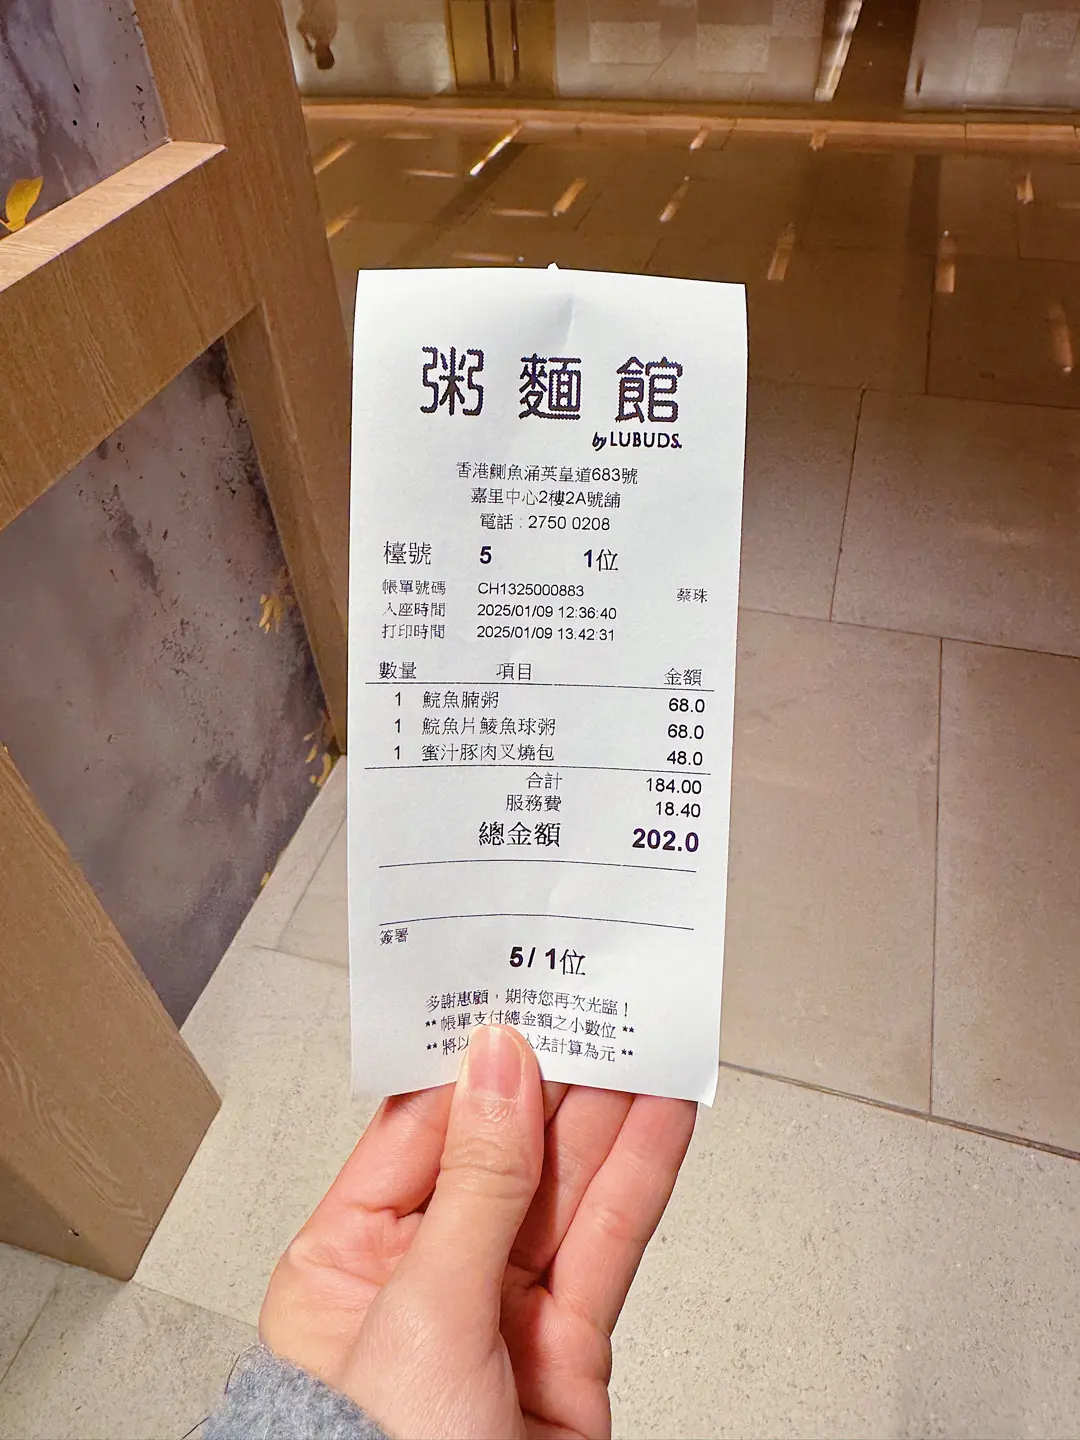 粥 麵 館
by LUBUDS.
香港鰂魚涌英皇道683號
嘉里中心2樓2A號舖
電話 : 2750 0208
檯號 5 1位
帳單號碼 CH1325000883 蔡珠
入座時間 2025/01/09 12:36:40
打印時間 2025/01/09 13:42:31
數量 項目 金額
1 鯇魚腩粥 68.0
1 鯇魚片鯪魚球粥 68.0
1 蜜汁豚肉叉燒包 48.0
合計 184.00
服務費 18.40
總金額 202.0
簽署
5/ 1位
多謝惠顧，期待您再次光臨！
** 帳單支付總金額之小數位 **
** 將以 入法計算為元 **